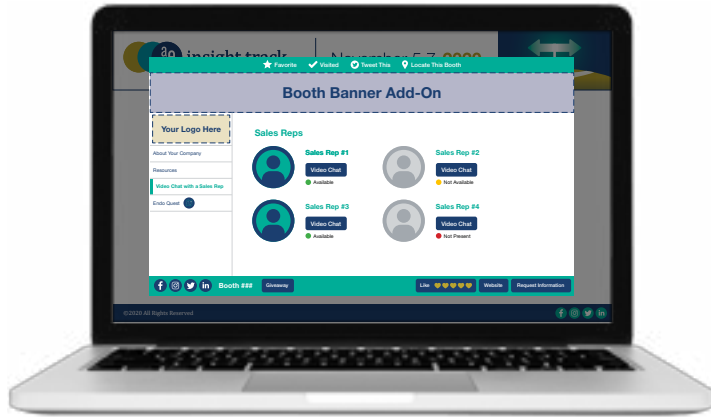 insight track
November 5-7, 2020
Favorite Visited Tweet This Locate This Booth
Booth Banner Add-On
Your Logo Here
About Your Company
Resources
Video Chat with a Sales Rep
Endo Quest
Sales Reps
Sales Rep #1
Video Chat
Available
Sales Rep #2
Video Chat
Not Available
Sales Rep #3
Video Chat
Available
Sales Rep #4
Video Chat
Not Present
Booth ### Giveaway Like Website Request Information
©2020 All Rights Reserved